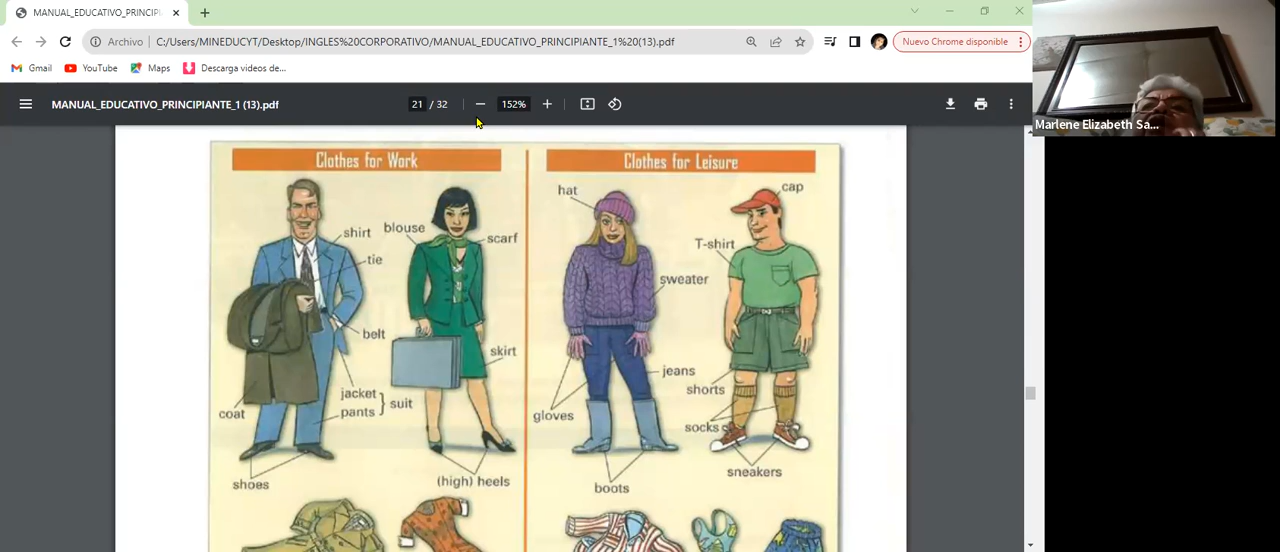 MANUAL_EDUCATIVO_PRINCIPIANTE_
Archivo
C:/Users/MINEDUCYT/Desktop/INGLES%20CORPORATIVO/MANUAL_EDUCATIVO_PRINCIPIANTE_1%20(13).pdf
Nuevo Chrome disponible
Gmail
YouTube
Maps
Descarga videos de...
MANUAL_EDUCATIVO_PRINCIPIANTE_1 (13).pdf
21 / 32
152%
Marlene Elizabeth Sa...
Clothes for Work
Clothes for Leisure
shirt
blouse
scarf
tie
belt
skirt
jacket
pants
suit
coat
shoes
(high) heels
hat
cap
T-shirt
sweater
jeans
shorts
gloves
socks
sneakers
boots